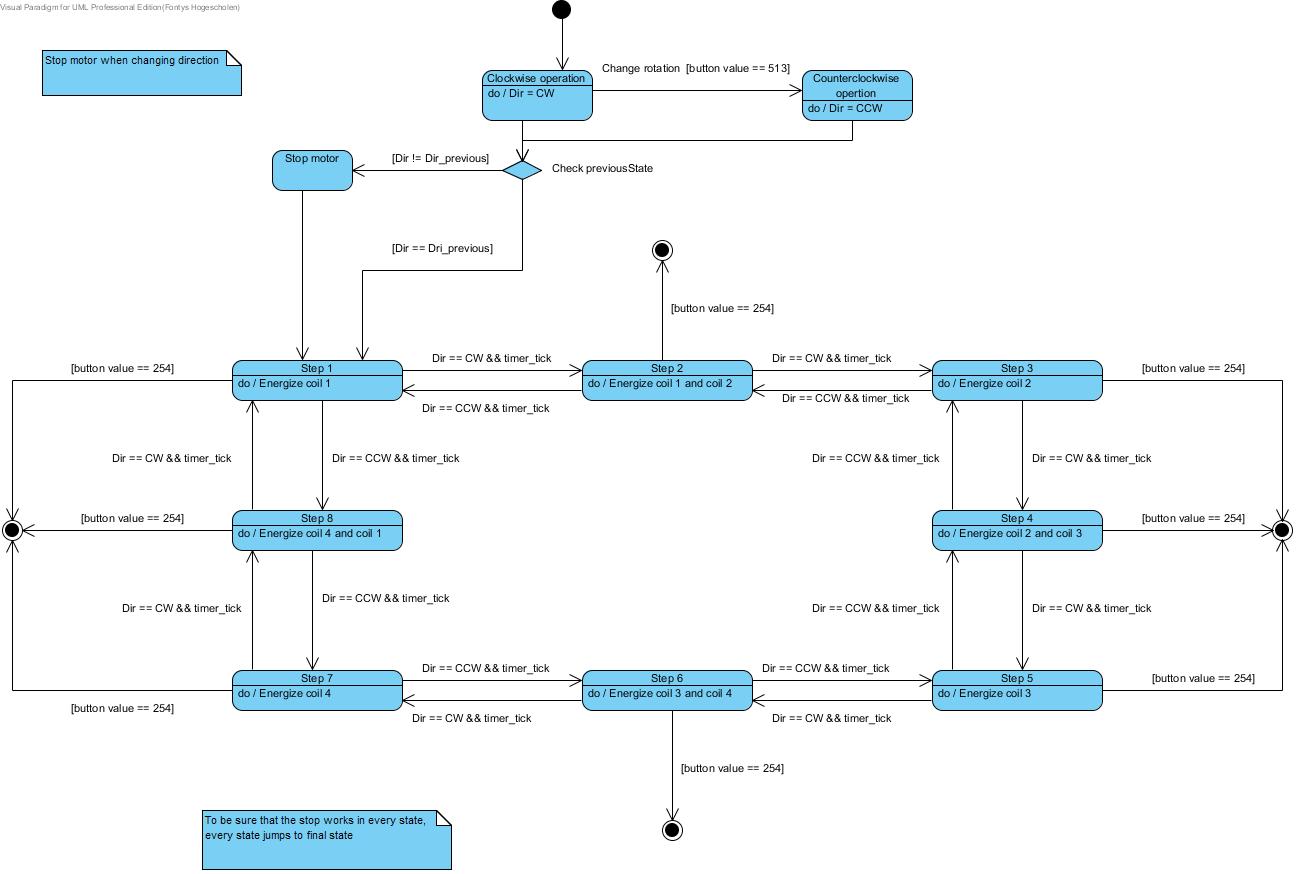 Visual Paradigm for UML Professional Edition(Fontys Hogescholen)
Stop motor when changing direction
Clockwise operation
do / Dir = CW
Change rotation [button value == 513]
Counterclockwise
opertion
do / Dir = CCW
Stop motor
[Dir != Dir_previous]
Check previousState
[Dir == Dri_previous]
[button value == 254]
[button value == 254]
Step 1
do / Energize coil 1
Dir == CW && timer_tick
Dir == CCW && timer_tick
Step 2
do / Energize coil 1 and coil 2
Dir == CW && timer_tick
Dir == CCW && timer_tick
Step 3
do / Energize coil 2
[button value == 254]
Dir == CW && timer_tick
Dir == CCW && timer_tick
Dir == CCW && timer_tick
Dir == CW && timer_tick
[button value == 254]
Step 8
do / Energize coil 4 and coil 1
Step 4
do / Energize coil 2 and coil 3
[button value == 254]
Dir == CW && timer_tick
Dir == CCW && timer_tick
Dir == CCW && timer_tick
Dir == CW && timer_tick
[button value == 254]
Step 7
do / Energize coil 4
Dir == CCW && timer_tick
Dir == CW && timer_tick
Step 6
do / Energize coil 3 and coil 4
Dir == CCW && timer_tick
Dir == CW && timer_tick
Step 5
do / Energize coil 3
[button value == 254]
[button value == 254]
To be sure that the stop works in every state,
every state jumps to final state